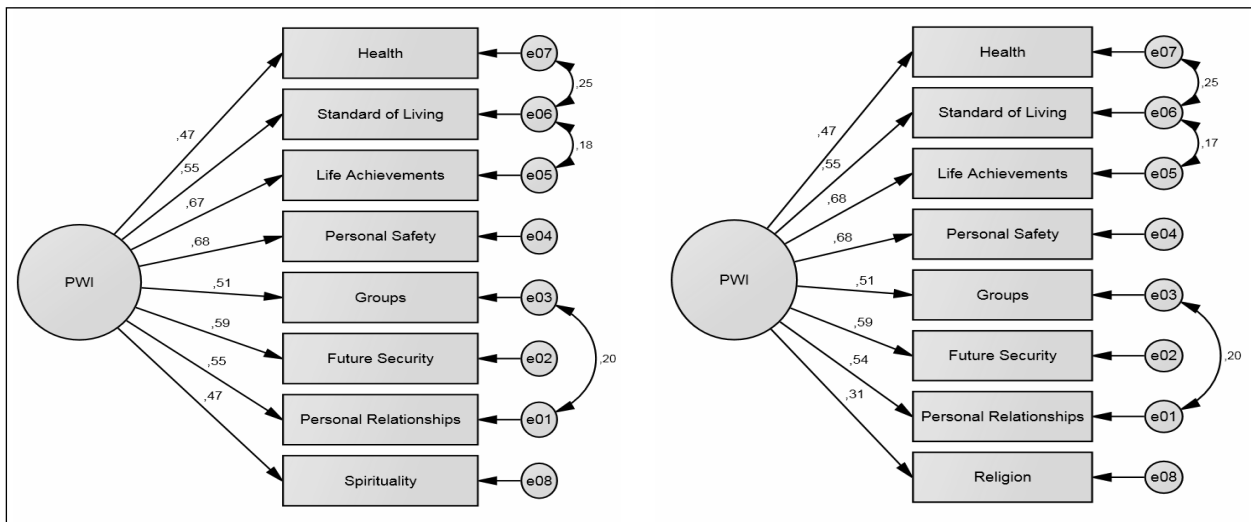 Health
e07
,25
Standard of Living
e06
,47
,18
,55
Life Achievements
e05
,67
Personal Safety
e04
,68
PWI
,51
Groups
e03
,59
Future Security
e02
,20
,55
,47
Personal Relationships
e01
Spirituality
e08
Health
e07
,25
Standard of Living
e06
,47
,17
,55
Life Achievements
e05
,68
Personal Safety
e04
,68
PWI
,51
Groups
e03
,59
Future Security
e02
,20
,54
,31
Personal Relationships
e01
Religion
e08